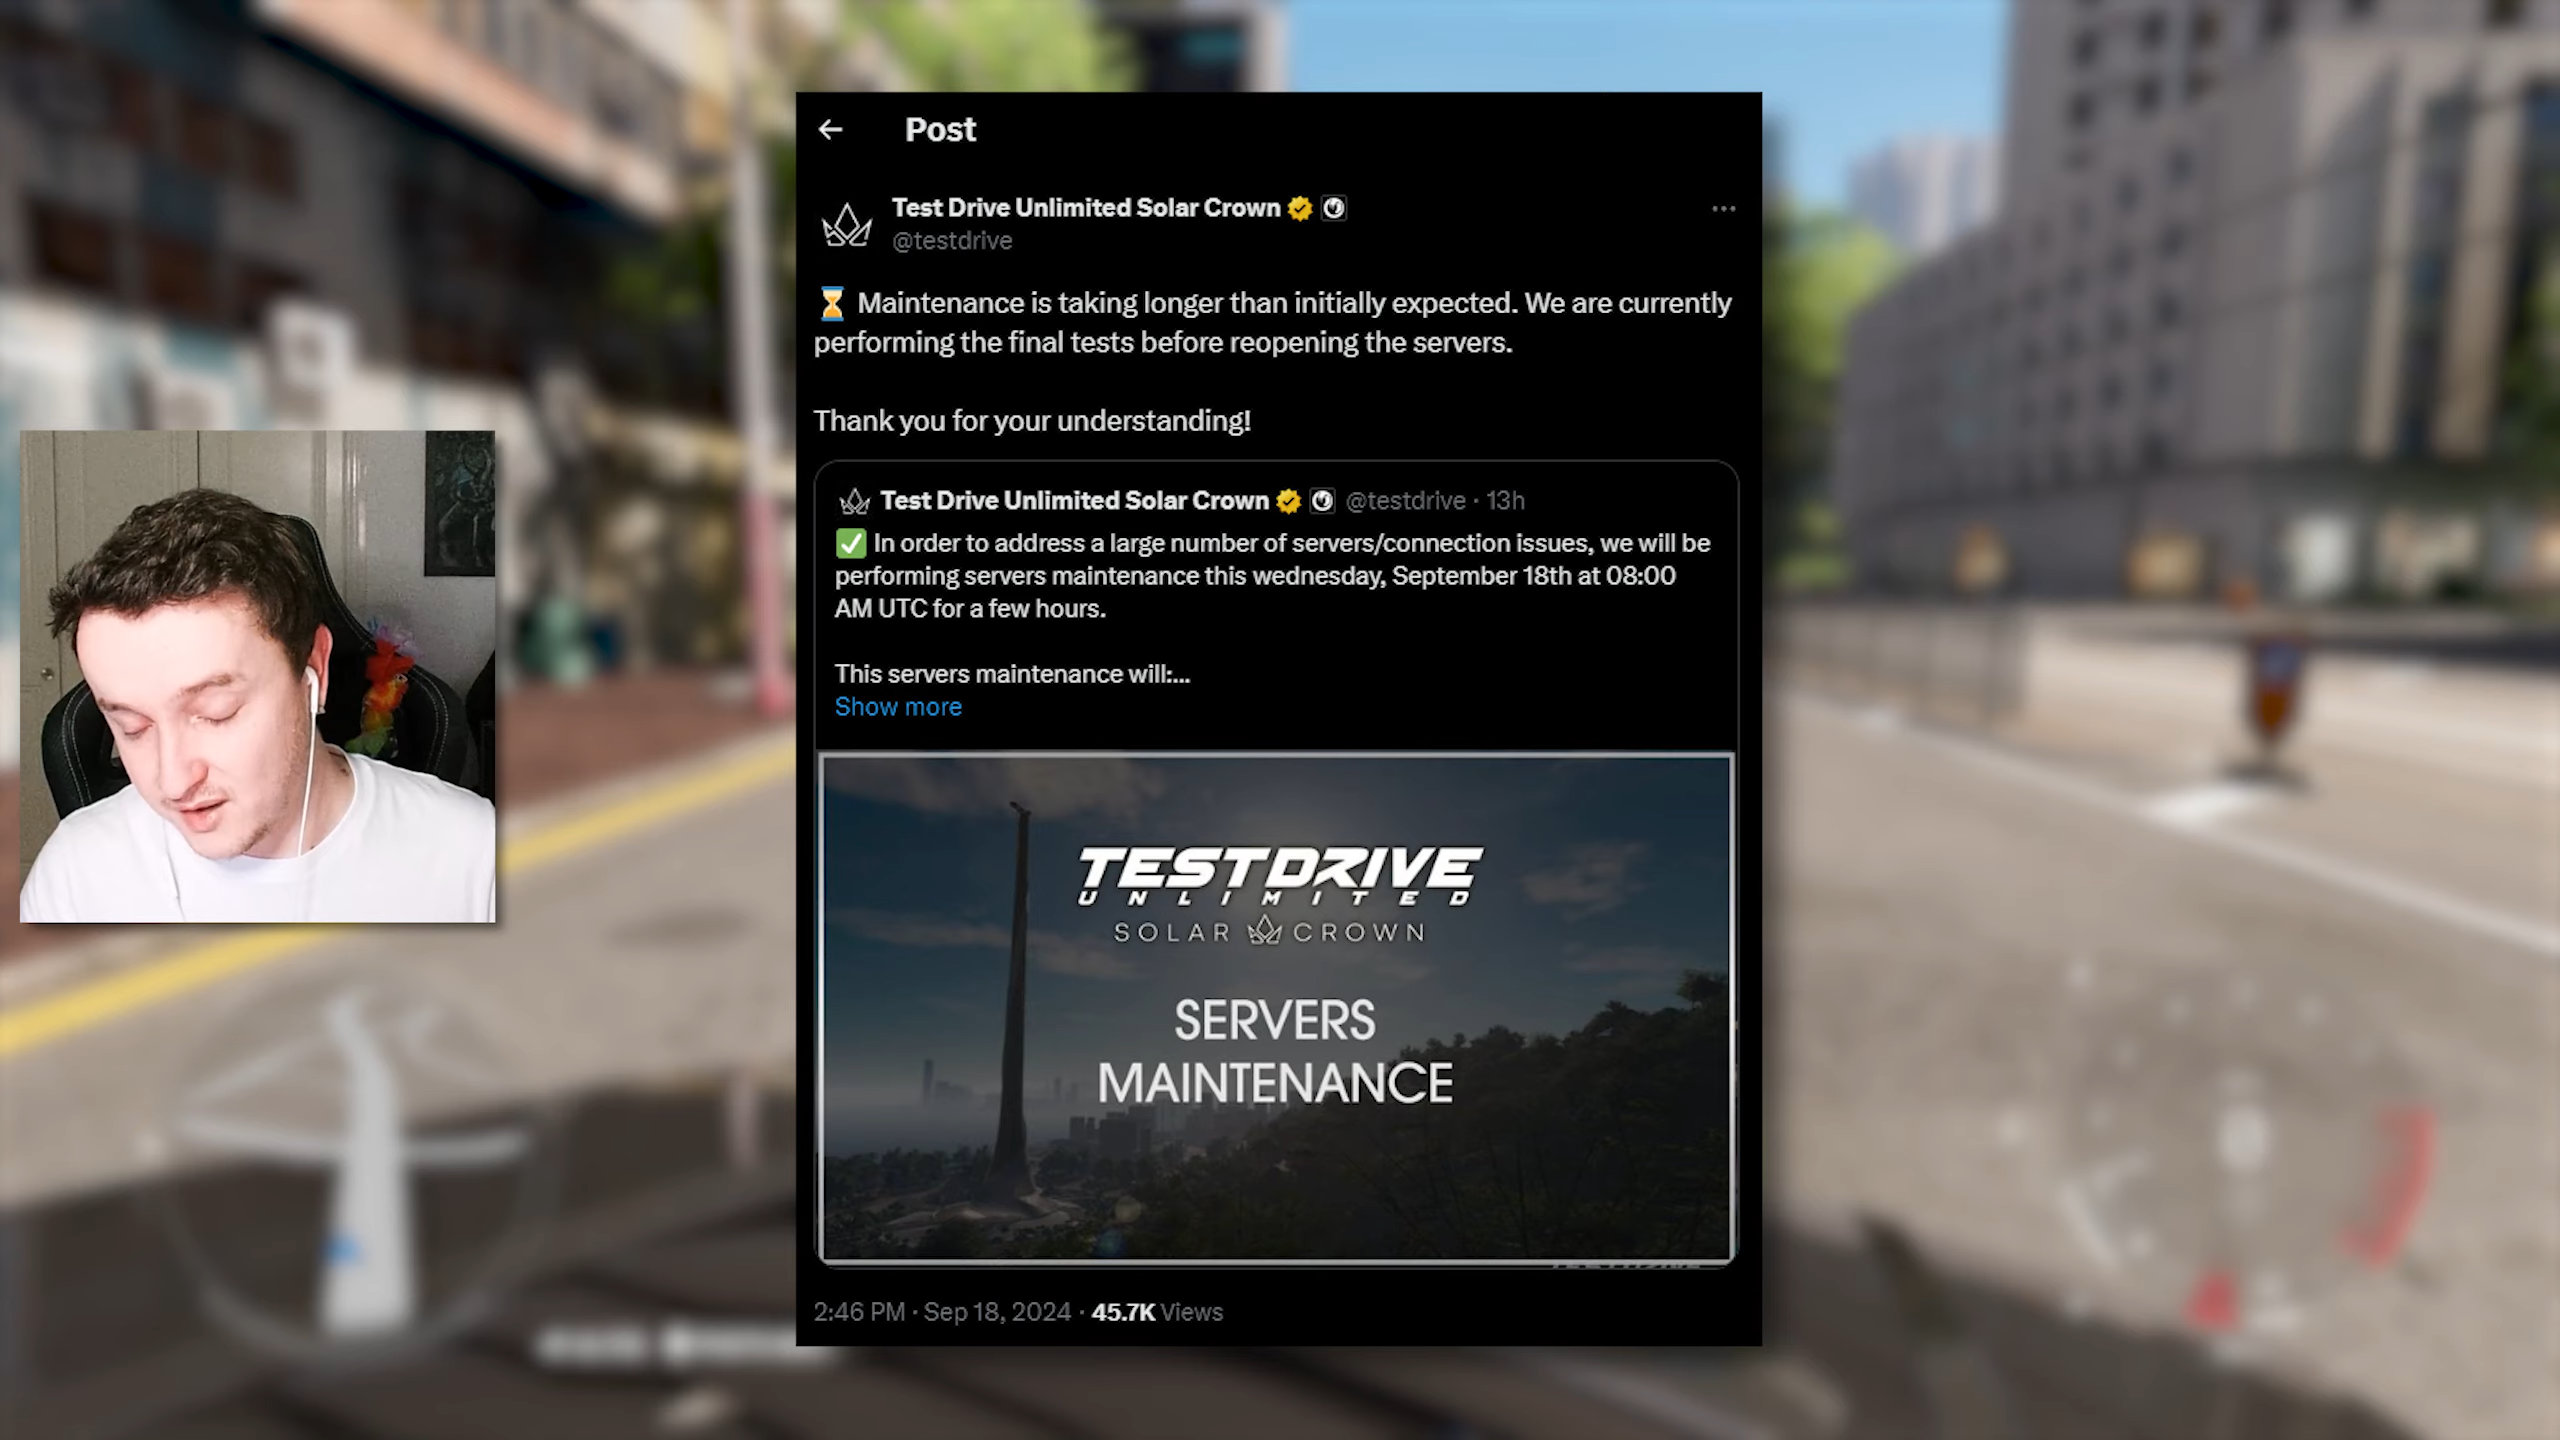 Post
Test Drive Unlimited Solar Crown
@testdrive
⌛ Maintenance is taking longer than initially expected. We are currently
performing the final tests before reopening the servers.
Thank you for your understanding!
Test Drive Unlimited Solar Crown @testdrive · 13h
✅ In order to address a large number of servers/connection issues, we will be
performing servers maintenance this wednesday, September 18th at 08:00
AM UTC for a few hours.
This servers maintenance will:...
Show more
TEST DRIVE
UNLIMITED
SOLAR CROWN
SERVERS
MAINTENANCE
2:46 PM · Sep 18, 2024 · 45.7K Views